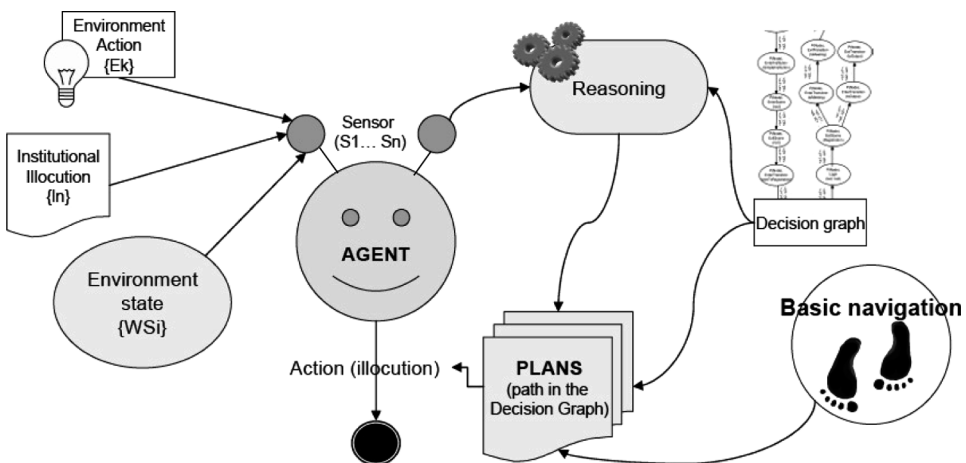 Environment
Action
{Ek}
Institutional
Illocution
{In}
Environment
state
{WSi}
Sensor
(S1... Sn)
AGENT
Action (illocution)
Reasoning
PLANS
(path in the
Decision Graph)
Decision graph
Basic navigation